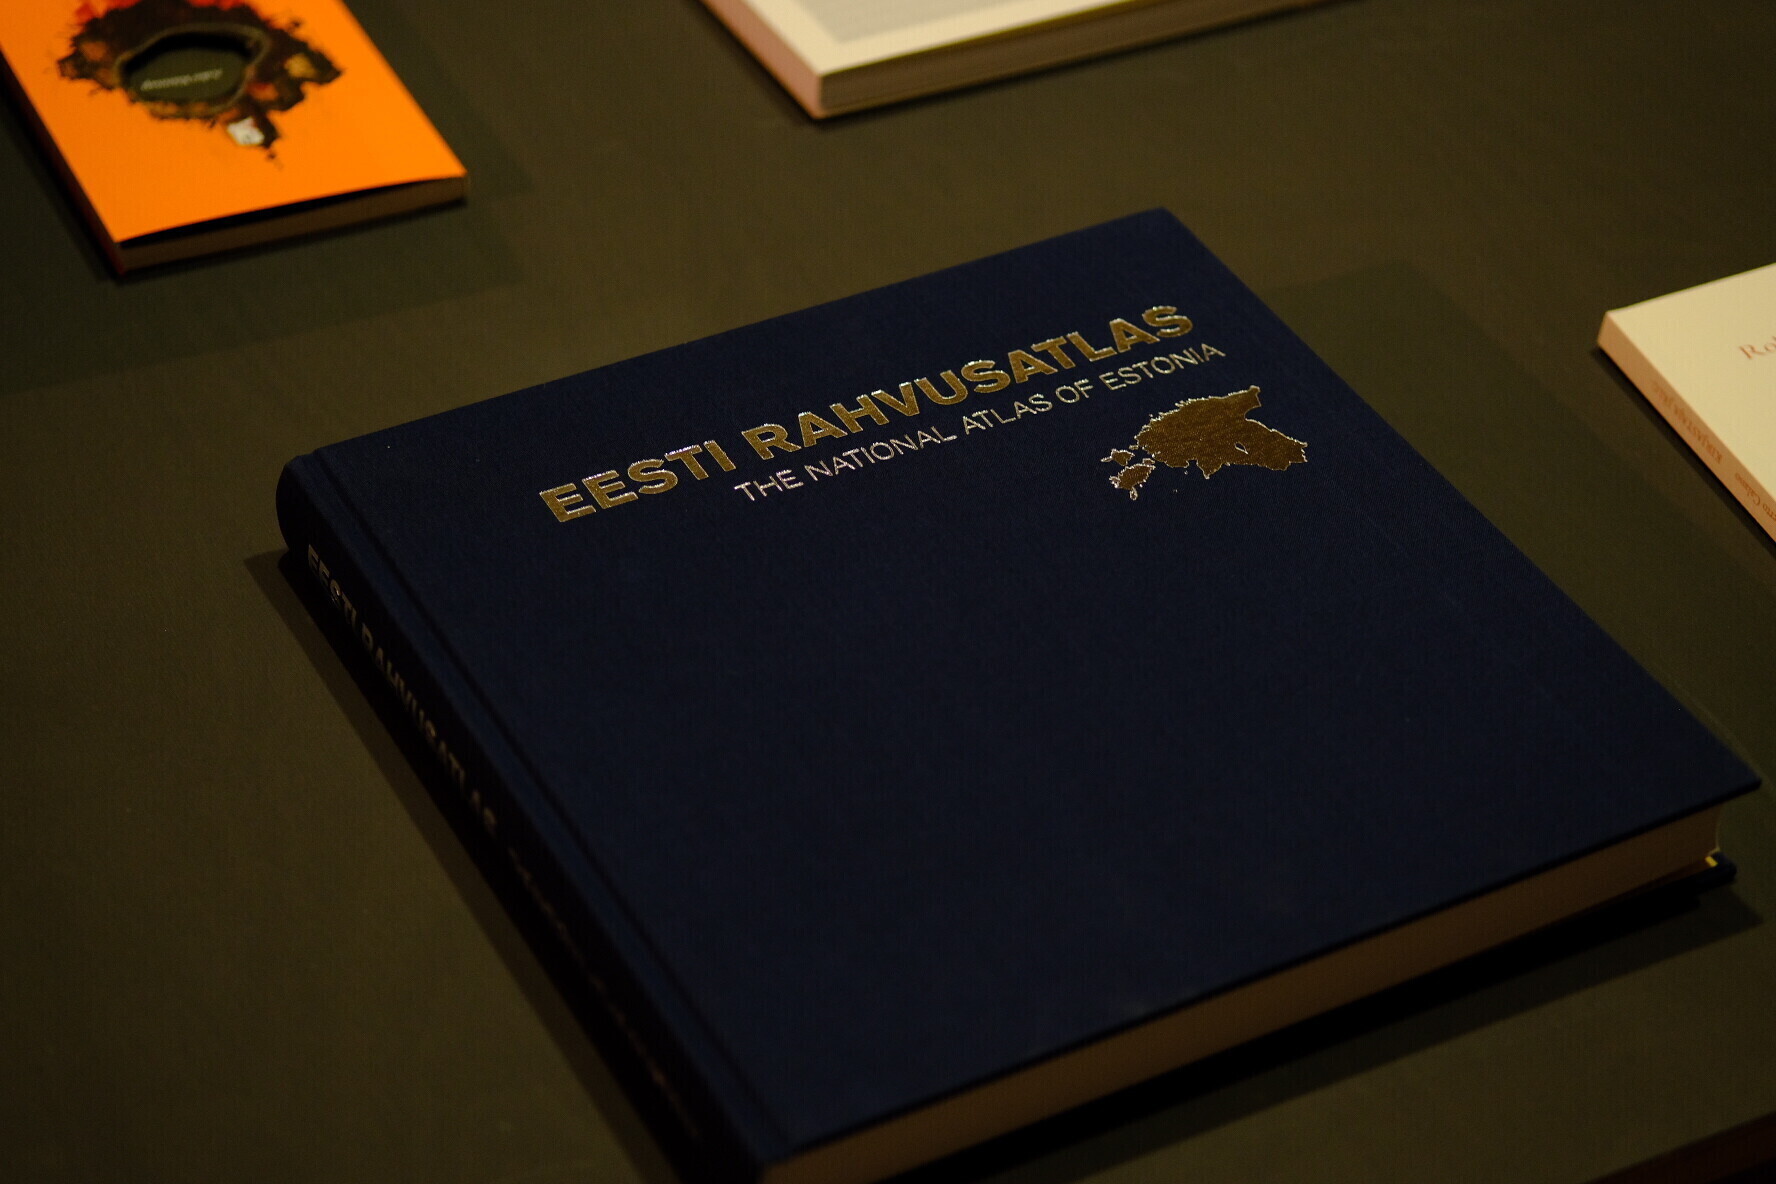 EESTI RAHVUSATLAS
THE NATIONAL ATLAS OF ESTONIA
EESTI RAHVUSATLAS